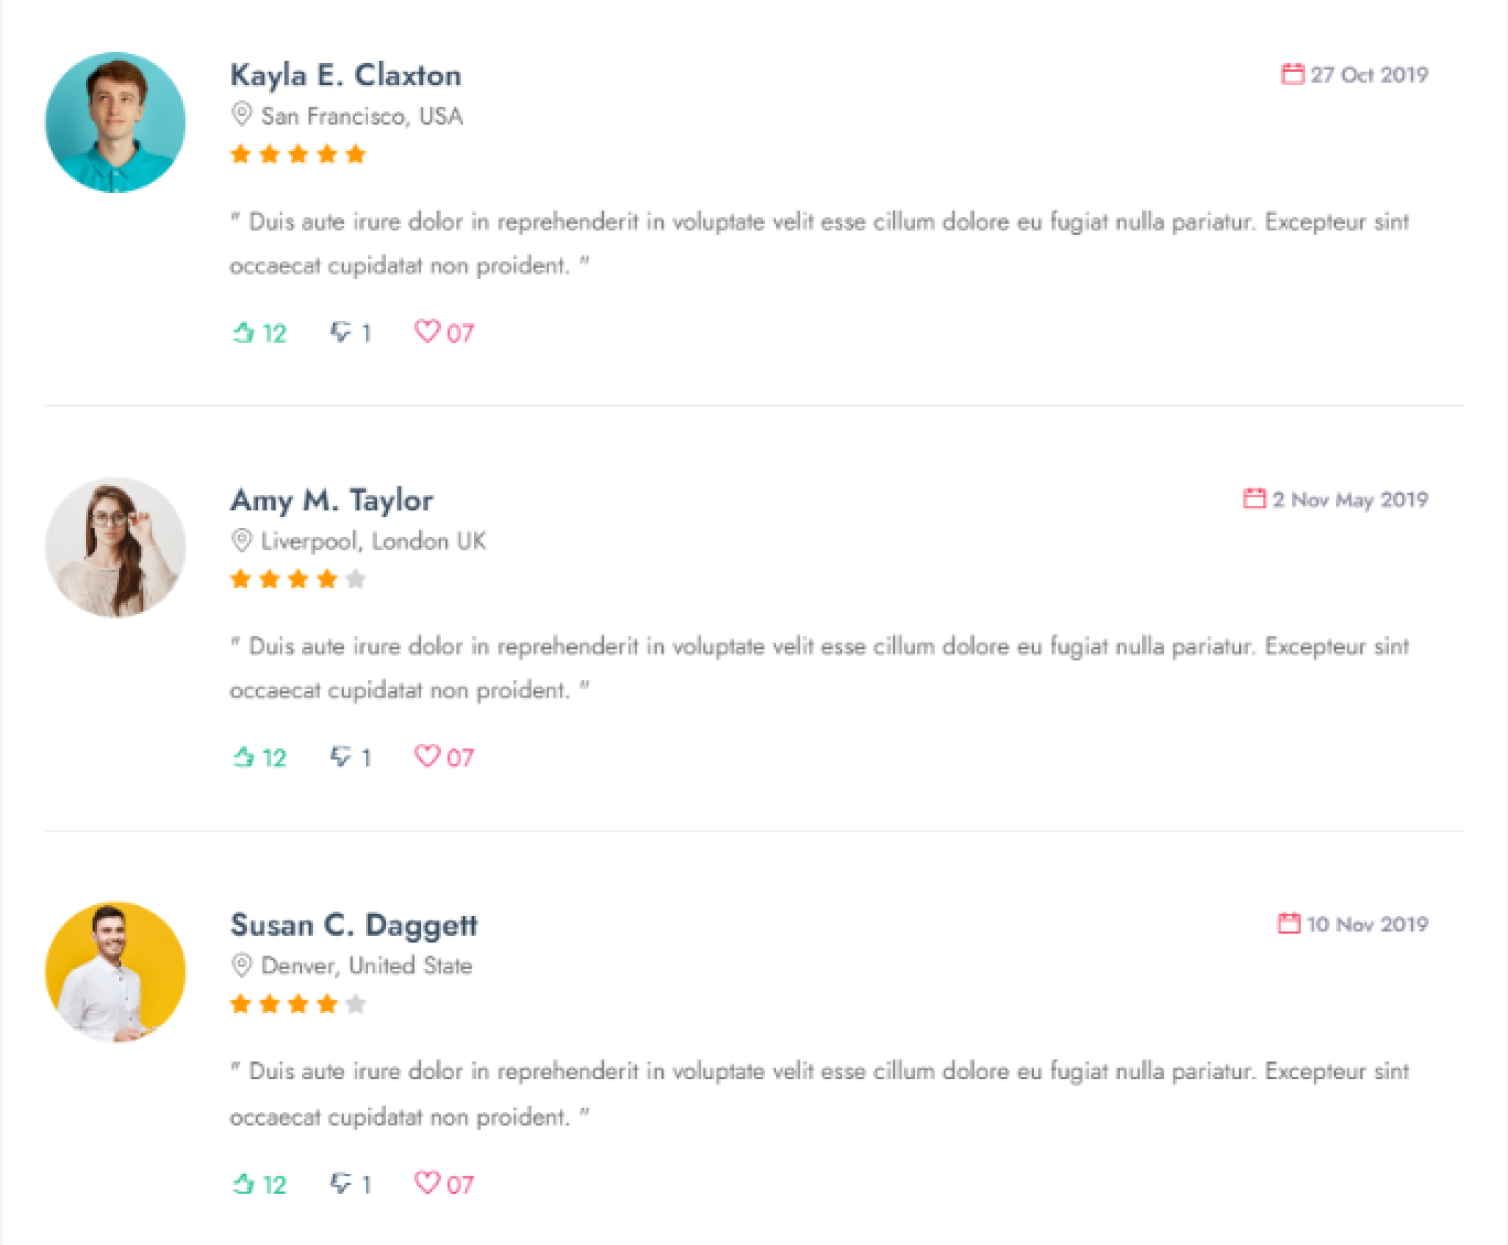 Kayla E. Claxton
27 Oct 2019
San Francisco, USA
" Duis aute irure dolor in reprehenderit in voluptate velit esse cillum dolore eu fugiat nulla pariatur. Excepteur sint
occaecat cupidatat non proident. "
12 1 07
Amy M. Taylor
2 Nov May 2019
Liverpool, London UK
" Duis aute irure dolor in reprehenderit in voluptate velit esse cillum dolore eu fugiat nulla pariatur. Excepteur sint
occaecat cupidatat non proident. "
12 1 07
Susan C. Daggett
10 Nov 2019
Denver, United State
" Duis aute irure dolor in reprehenderit in voluptate velit esse cillum dolore eu fugiat nulla pariatur. Excepteur sint
occaecat cupidatat non proident. "
12 1 07